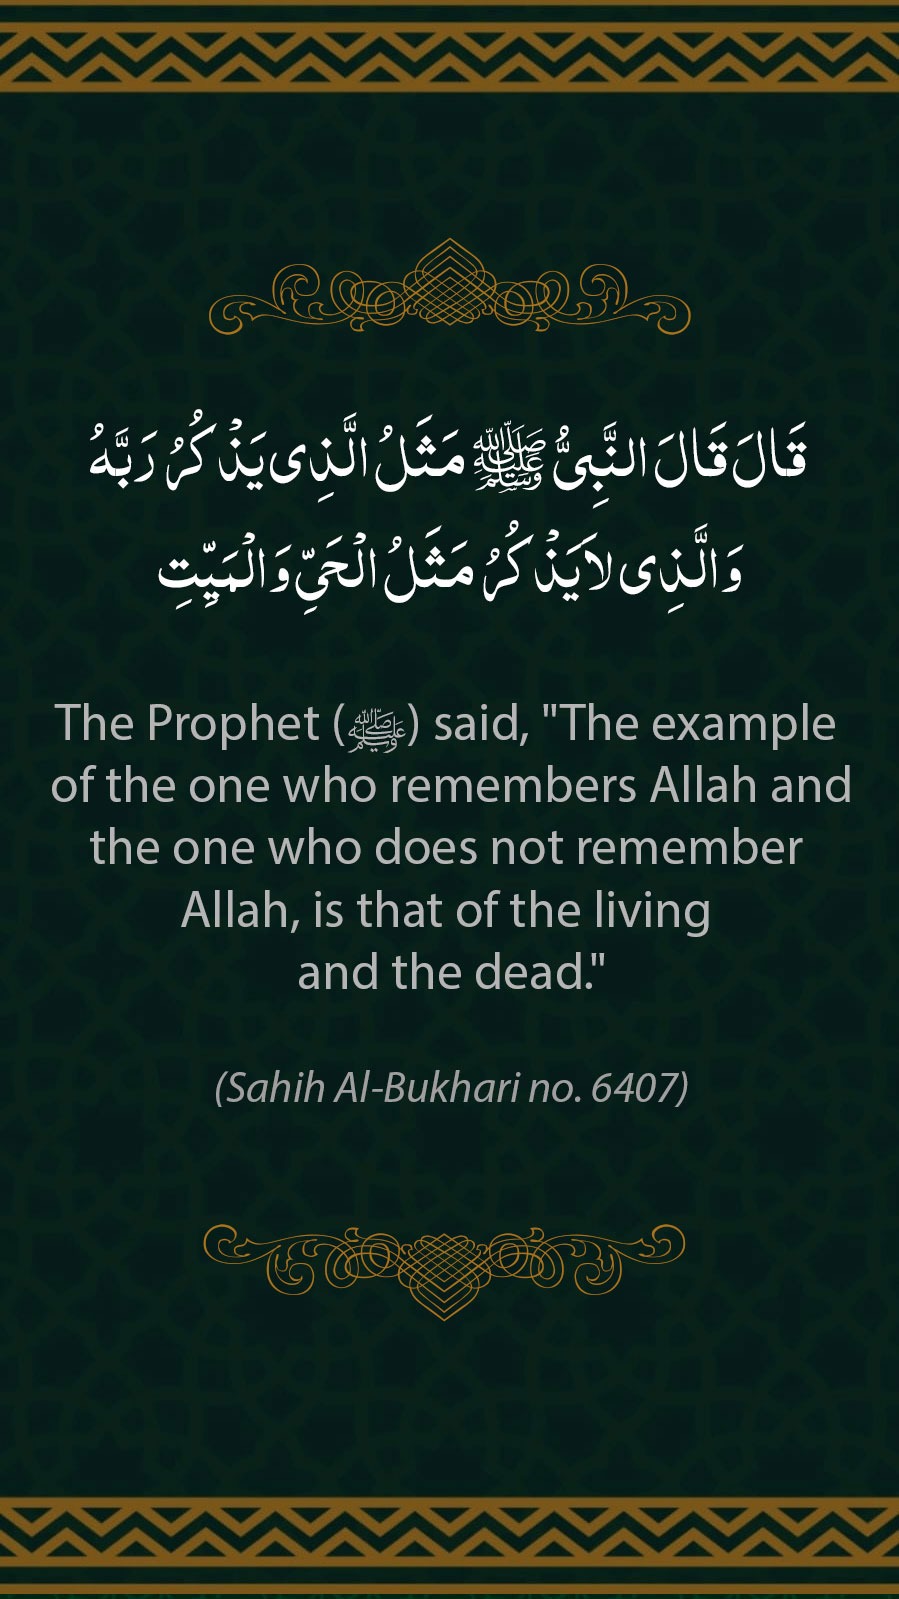 قَالَ قَالَ النَّبِىُّ ﷺ مَثَلُ الَّذِى يَذْكُرُ رَبَّهُ
وَالَّذِى لاَ يَذْكُرُ مَثَلُ الْحَىِّ وَالْمَيِّتِ
The Prophet (ﷺ) said, "The example
of the one who remembers Allah and
the one who does not remember
Allah, is that of the living
and the dead."
(Sahih Al-Bukhari no. 6407)